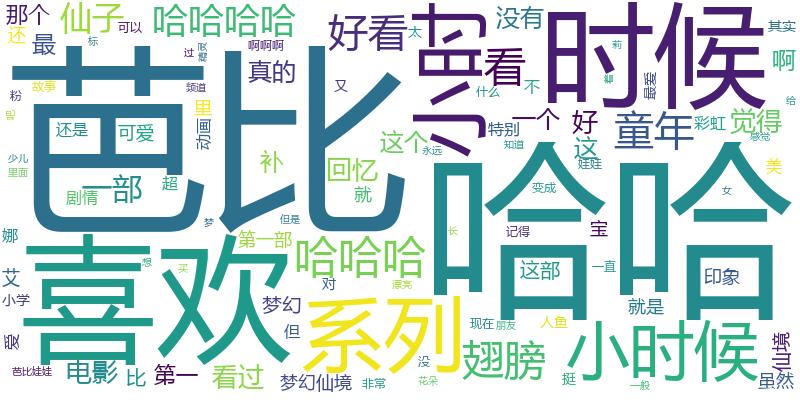 那个
仙子
哈哈哈哈
好看
太
小时
没有
时候
其实
还
最
标
可以
精灵
过
啊啊啊
真的
看
啊
芭比
频道
又
什么
着
莉
最爱
不
给
粉
故事
里
动画
一个
好
童年
彩虹
觉得
感觉
还是
可爱
补
这个
永远
特别
知道
这
娃娃
少儿
里面
一部
超
回忆
就
哈哈
美
剧情
变成
女
梦
但是
第一部
长
记得
宝
娜
喜欢
哈哈哈
想
买
漂亮
这部
一直
印象
艾
小学
对
梦幻
系列
就是
但
爱
现在
朋友
人鱼
小时候
仙境
翅膀
没
芭比娃娃
电影
比
第一
看过
梦幻仙境
非常
花朵
挺
一般
虽然